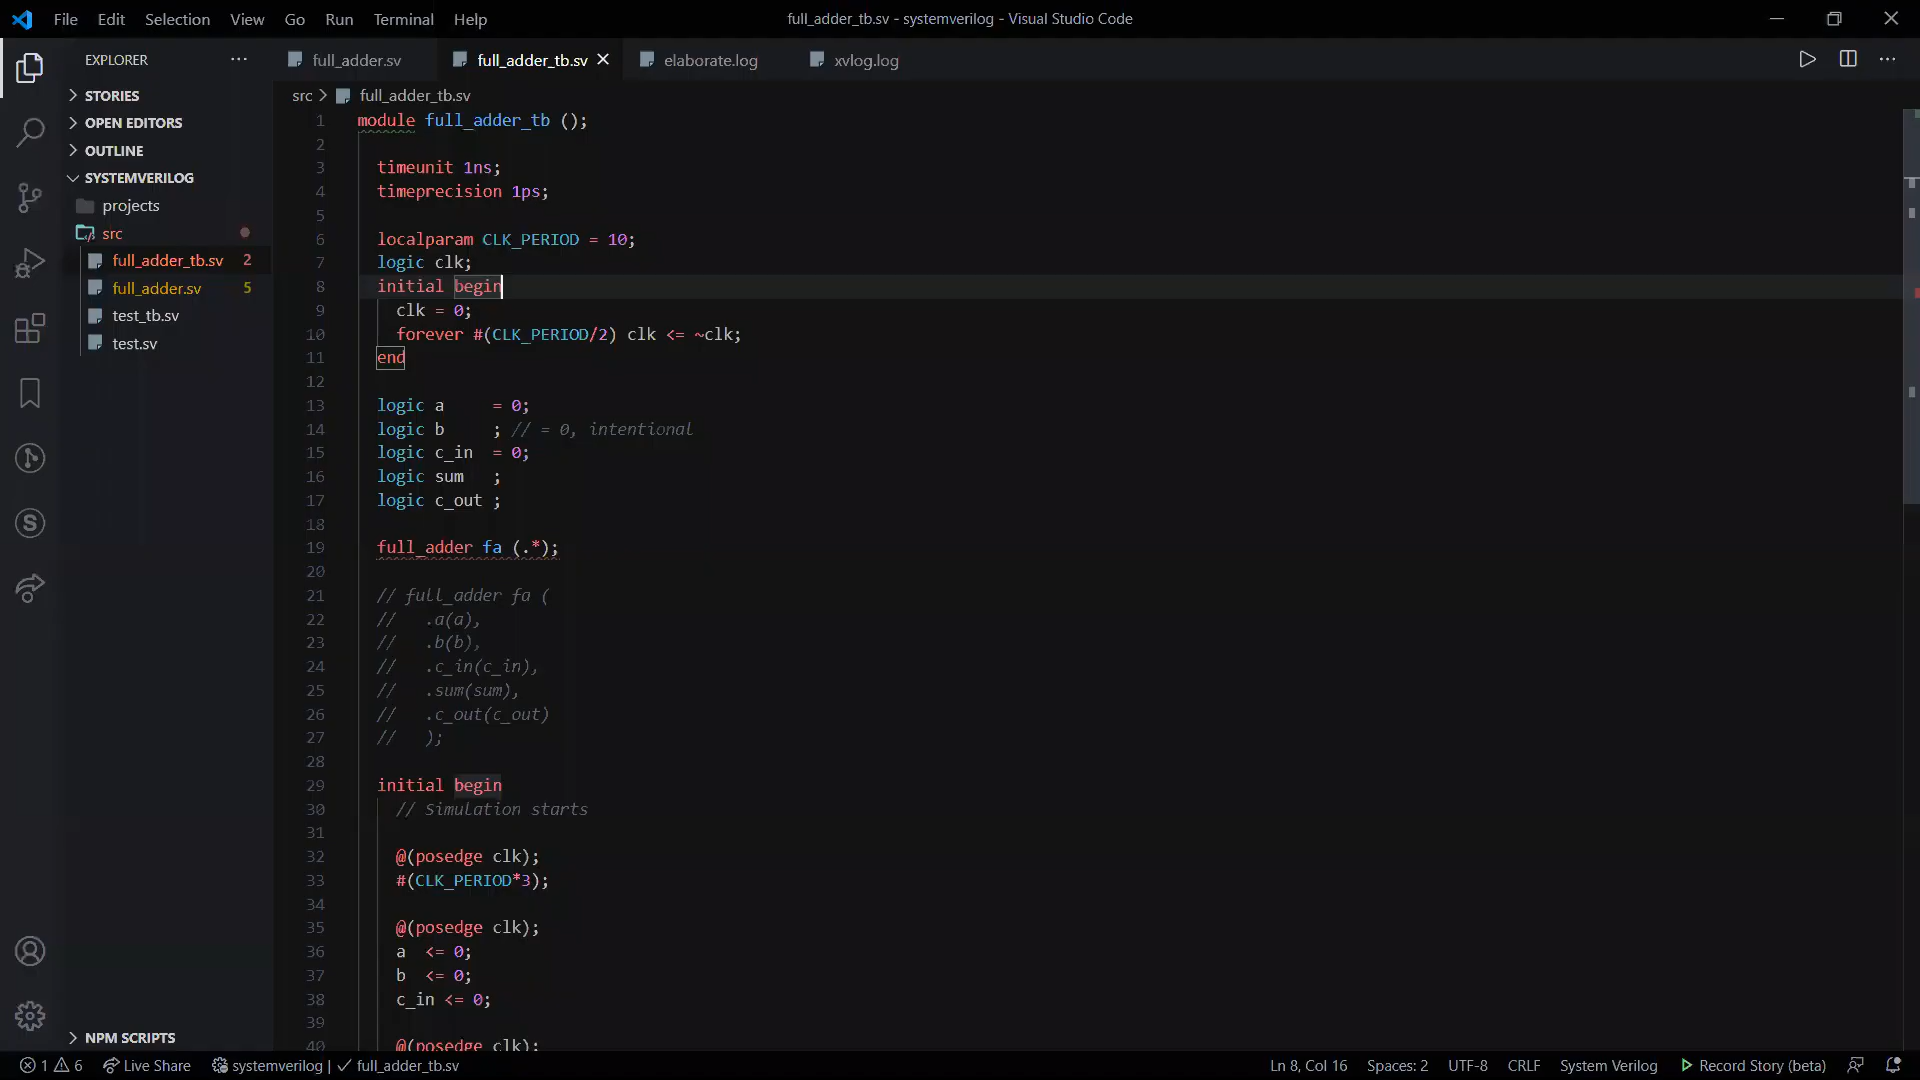 File Edit Selection View Go Run Terminal Help
full_adder_tb.sv - systemverilog - Visual Studio Code
EXPLORER
full_adder.sv
full_adder_tb.sv
elaborate.log
xvlog.log
STORIES
OPEN EDITORS
OUTLINE
SYSTEMVERILOG
projects
src
full_adder_tb.sv 2
full_adder.sv 5
test_tb.sv
test.sv
NPM SCRIPTS
src > full_adder_tb.sv
1 module full_adder_tb ();
2
3 timeunit 1ns;
4 timeprecision 1ps;
5
6 localparam CLK_PERIOD = 10;
7 logic clk;
8 initial begin
9 clk = 0;
10 forever #(CLK_PERIOD/2) clk <= ~clk;
11 end
12
13 logic a = 0;
14 logic b ; // = 0, intentional
15 logic c_in = 0;
16 logic sum ;
17 logic c_out ;
18
19 full_adder fa (.*);
20
21 // full_adder fa (
22 // .a(a),
23 // .b(b),
24 // .c_in(c_in),
25 // .sum(sum),
26 // .c_out(c_out)
27 // );
28
29 initial begin
30 // Simulation starts
31
32 @(posedge clk);
33 #(CLK_PERIOD*3);
34
35 @(posedge clk);
36 a <= 0;
37 b <= 0;
38 c_in <= 0;
39
40 @(posedge clk);
1 6 Live Share systemverilog | ✓ full_adder_tb.sv
Ln 8, Col 16 Spaces: 2 UTF-8 CRLF System Verilog Record Story (beta)